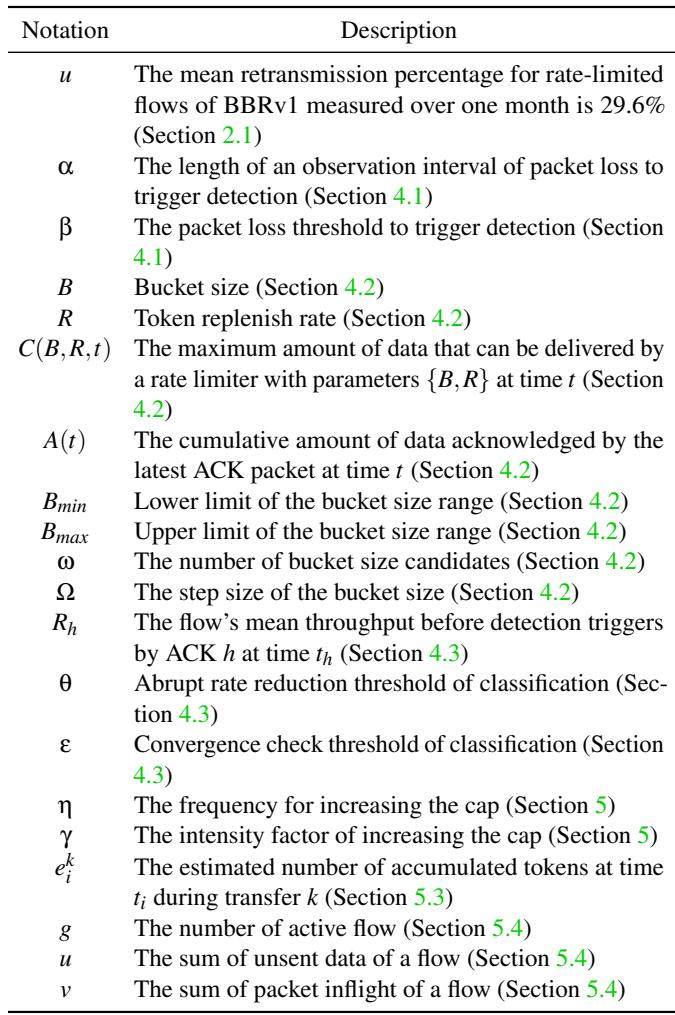 Notation Description
u The mean retransmission percentage for rate-limited
flows of BBRv1 measured over one month is 29.6%
(Section 2.1)
α The length of an observation interval of packet loss to
trigger detection (Section 4.1)
β The packet loss threshold to trigger detection (Section
4.1)
B Bucket size (Section 4.2)
R Token replenish rate (Section 4.2)
C(B,R,t) The maximum amount of data that can be delivered by
a rate limiter with parameters {B,R} at time t (Section
4.2)
A(t) The cumulative amount of data acknowledged by the
latest ACK packet at time t (Section 4.2)
B_min Lower limit of the bucket size range (Section 4.2)
B_max Upper limit of the bucket size range (Section 4.2)
ω The number of bucket size candidates (Section 4.2)
Ω The step size of the bucket size (Section 4.2)
R_h The flow's mean throughput before detection triggers
by ACK h at time t_h (Section 4.3)
θ Abrupt rate reduction threshold of classification (Sec-
tion 4.3)
ε Convergence check threshold of classification (Section
4.3)
η The frequency for increasing the cap (Section 5)
γ The intensity factor of increasing the cap (Section 5)
e_i^k The estimated number of accumulated tokens at time
t_i during transfer k (Section 5.3)
g The number of active flow (Section 5.4)
u The sum of unsent data of a flow (Section 5.4)
v The sum of packet inflight of a flow (Section 5.4)